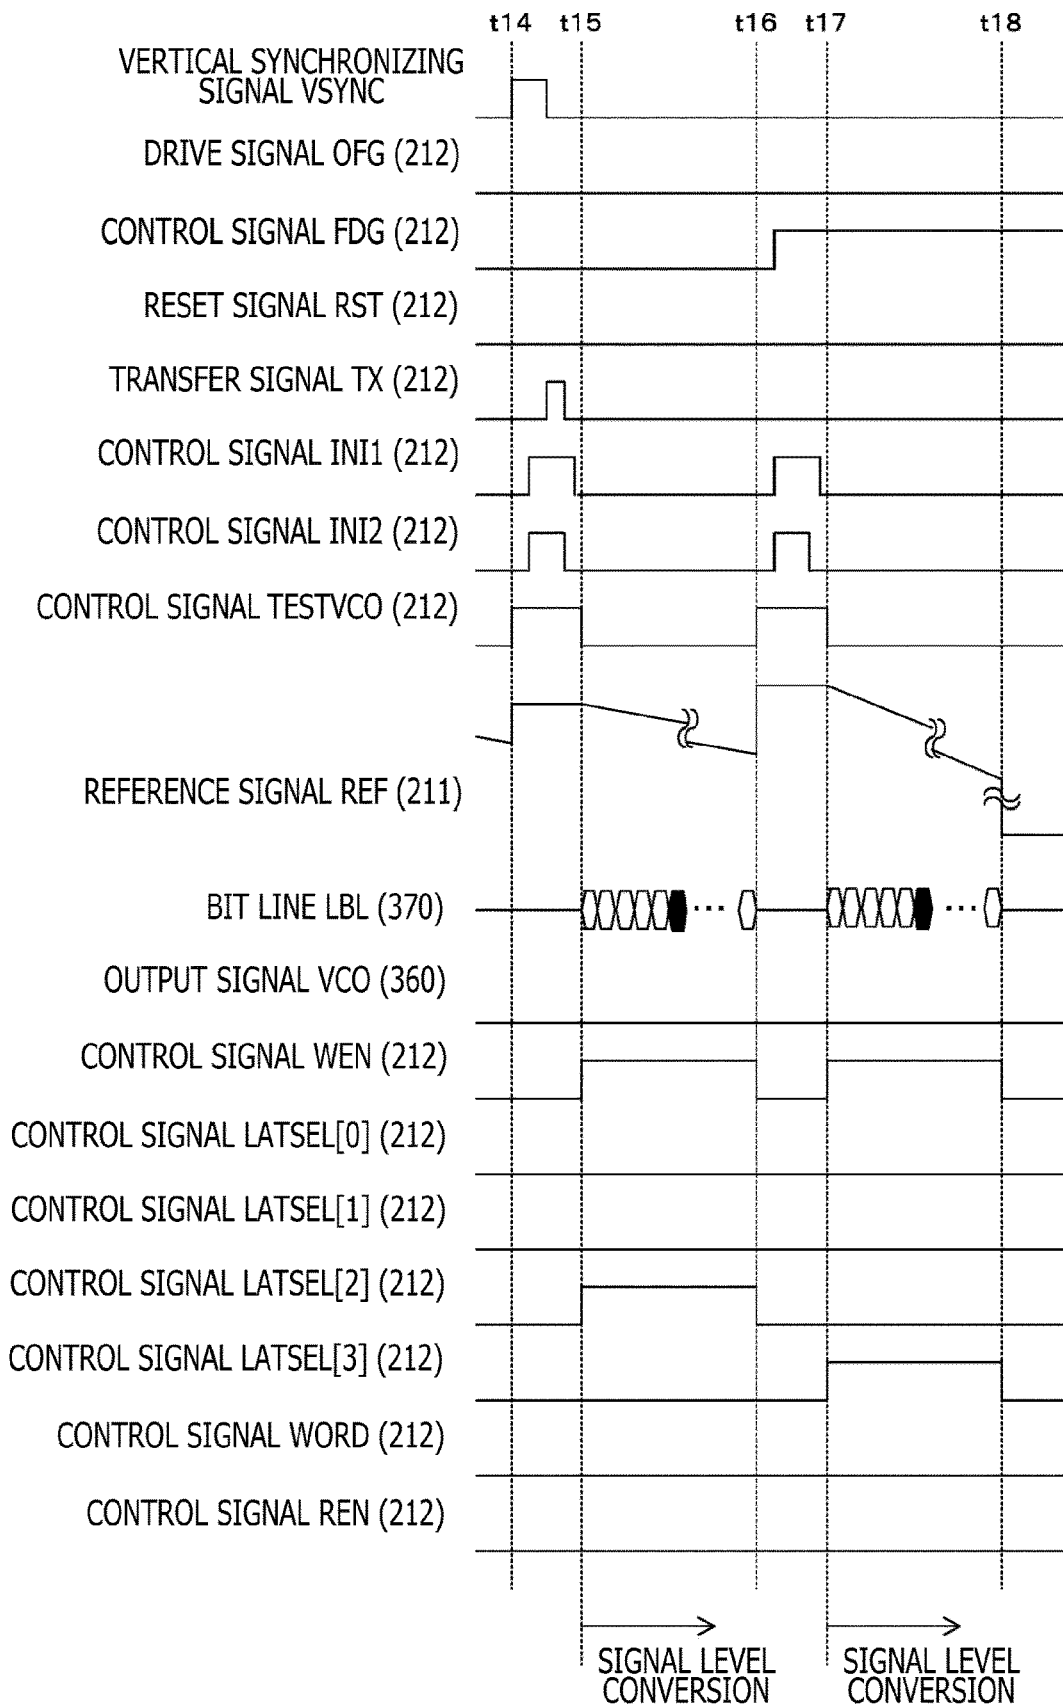 t14 t15 t16 t17 t18
VERTICAL SYNCHRONIZING
SIGNAL VSYNC
DRIVE SIGNAL OFG (212)
CONTROL SIGNAL FDG (212)
RESET SIGNAL RST (212)
TRANSFER SIGNAL TX (212)
CONTROL SIGNAL INI1 (212)
CONTROL SIGNAL INI2 (212)
CONTROL SIGNAL TESTVCO (212)
REFERENCE SIGNAL REF (211)
BIT LINE LBL (370)
OUTPUT SIGNAL VCO (360)
CONTROL SIGNAL WEN (212)
CONTROL SIGNAL LATSEL[0] (212)
CONTROL SIGNAL LATSEL[1] (212)
CONTROL SIGNAL LATSEL[2] (212)
CONTROL SIGNAL LATSEL[3] (212)
CONTROL SIGNAL WORD (212)
CONTROL SIGNAL REN (212)
SIGNAL LEVEL
CONVERSION
SIGNAL LEVEL
CONVERSION